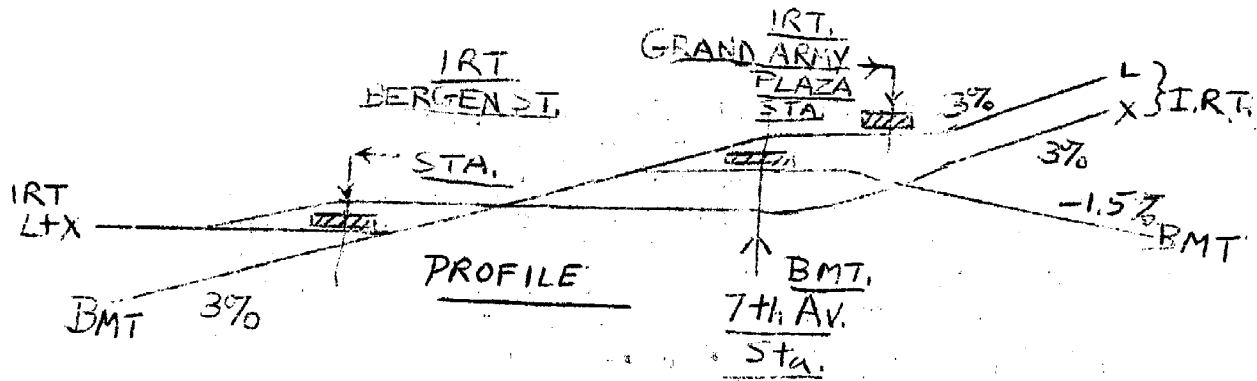 IRT
BERGEN ST.
STA.
IRT.
GRAND ARMY
PLAZA
STA.
3%
L
X
}I.R.T.
3%
-1.5%
BMT
IRT
L+X
BMT 3%
PROFILE
BMT.
7th. Av.
Sta.